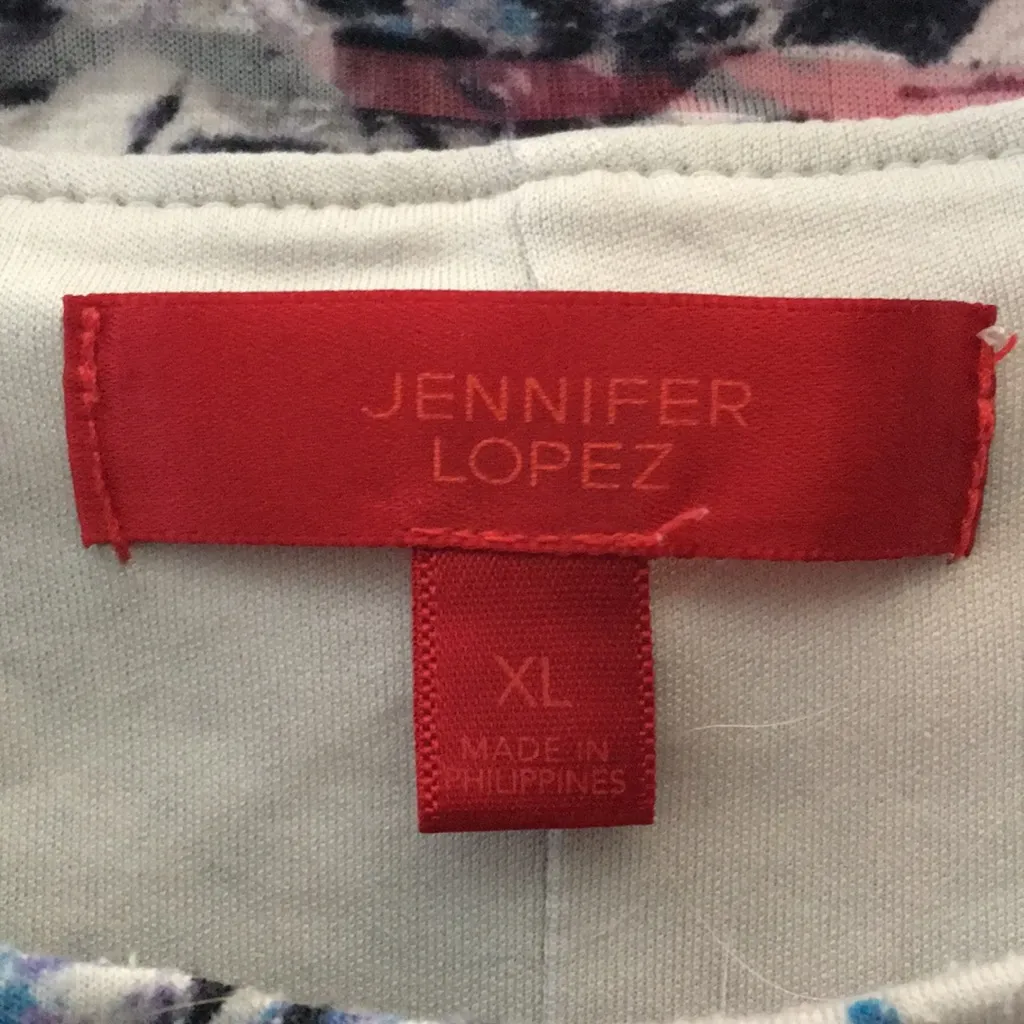 JENNIFER
LOPEZ
XL
MADE IN
PHILIPPINES